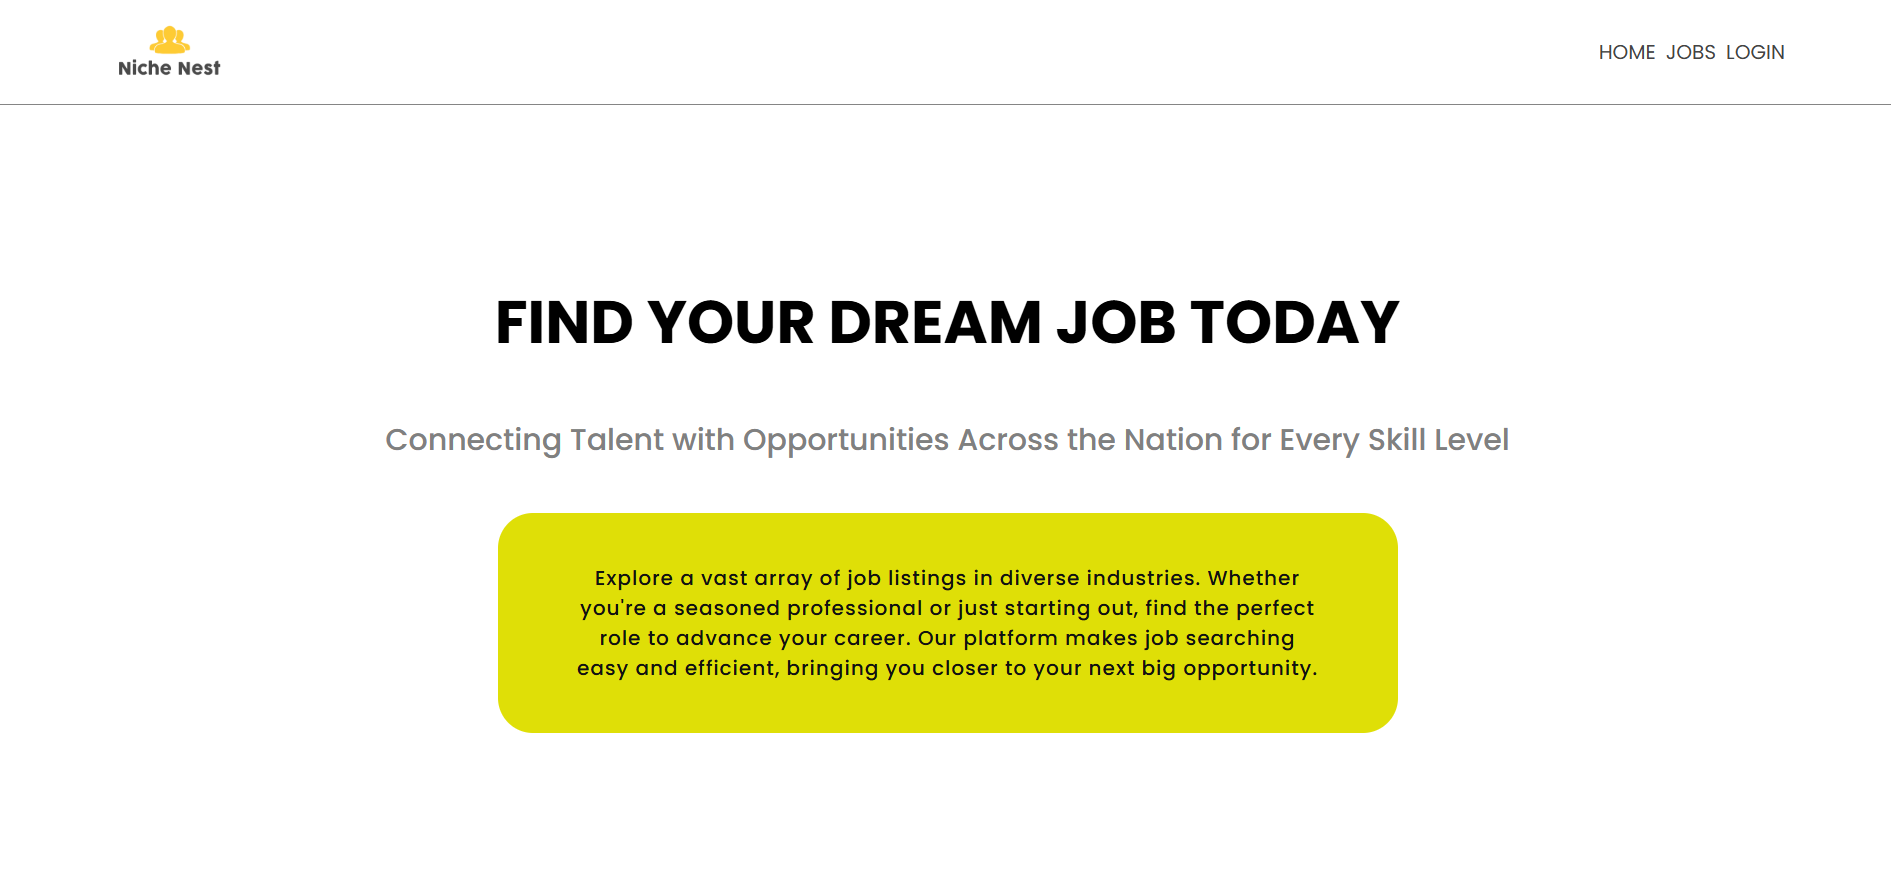 Niche Nest
HOME JOBS LOGIN
FIND YOUR DREAM JOB TODAY
Connecting Talent with Opportunities Across the Nation for Every Skill Level
Explore a vast array of job listings in diverse industries. Whether
you're a seasoned professional or just starting out, find the perfect
role to advance your career. Our platform makes job searching
easy and efficient, bringing you closer to your next big opportunity.